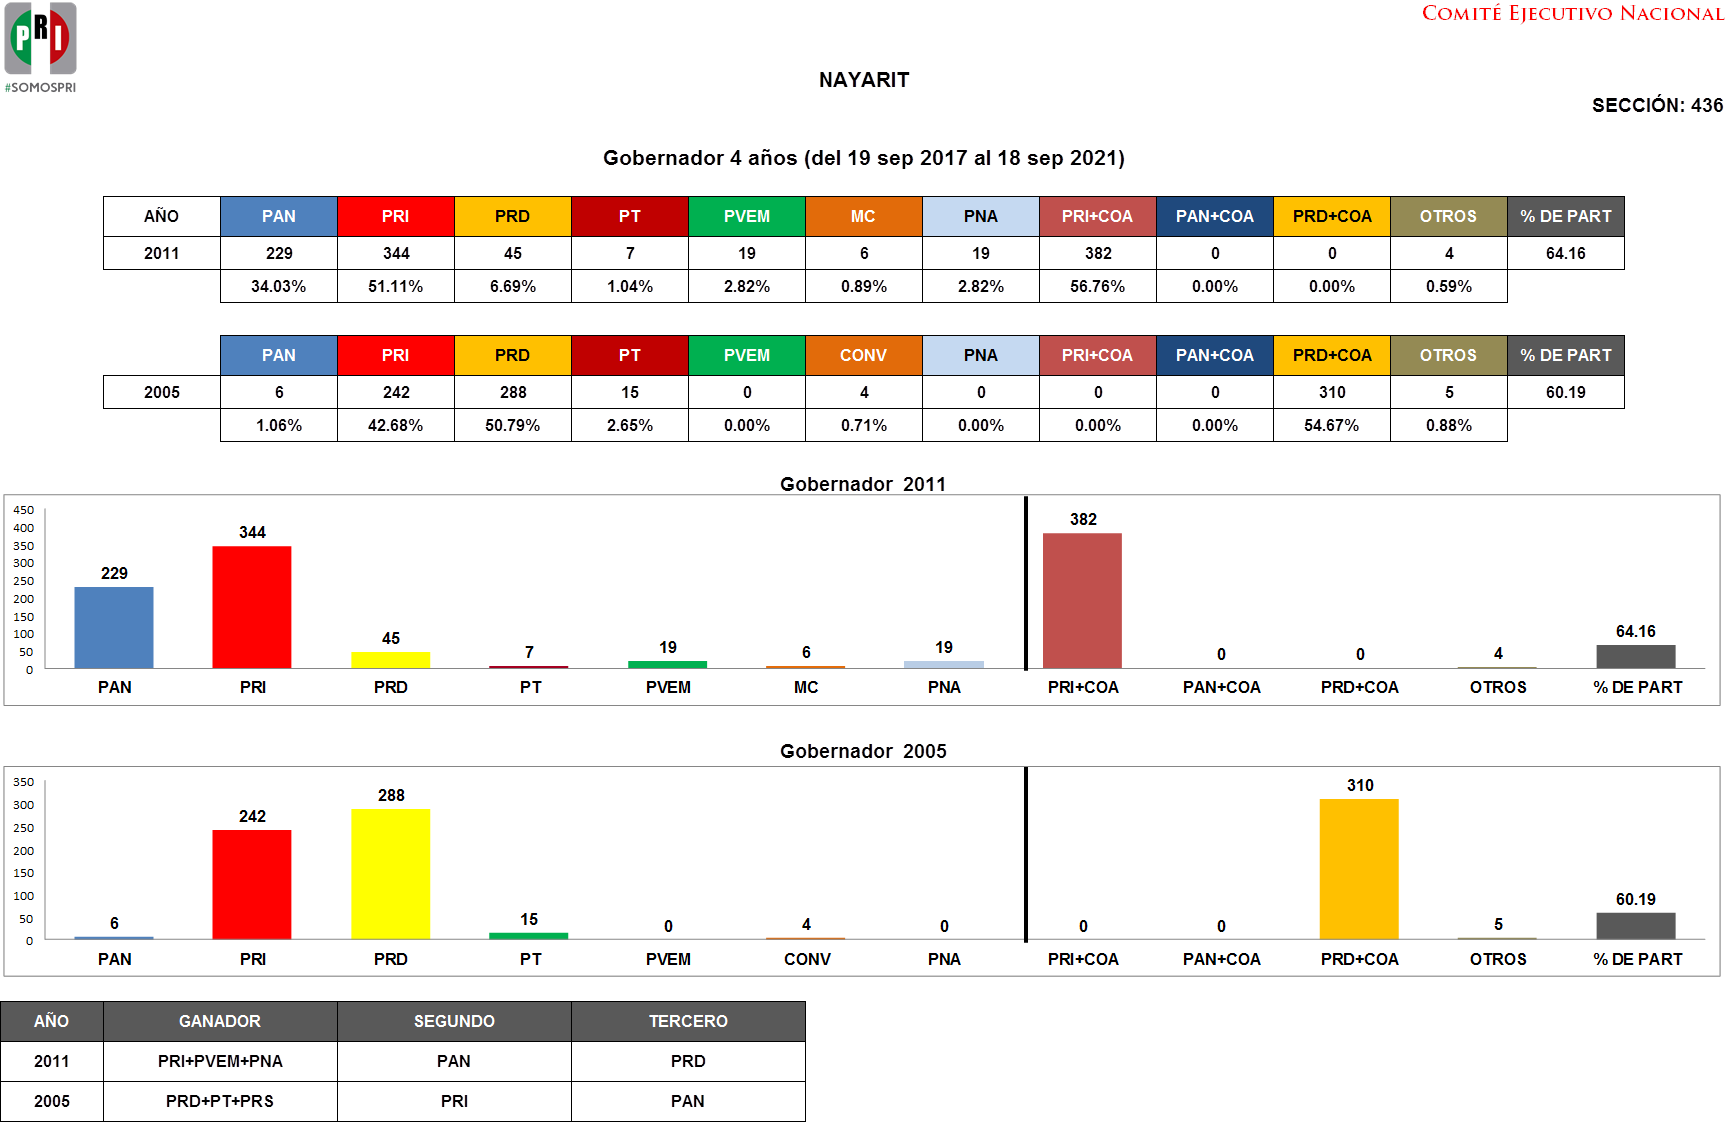 PRI
#SOMOSPRI
COMITÉ EJECUTIVO NACIONAL
NAYARIT
SECCIÓN: 436
Gobernador 4 años (del 19 sep 2017 al 18 sep 2021)
AÑO PAN PRI PRD PT PVEM MC PNA PRI+COA PAN+COA PRD+COA OTROS % DE PART
2011 229 344 45 7 19 6 19 382 0 0 4 64.16
34.03% 51.11% 6.69% 1.04% 2.82% 0.89% 2.82% 56.76% 0.00% 0.00% 0.59%
PAN PRI PRD PT PVEM CONV PNA PRI+COA PAN+COA PRD+COA OTROS % DE PART
2005 6 242 288 15 0 4 0 0 0 310 5 60.19
1.06% 42.68% 50.79% 2.65% 0.00% 0.71% 0.00% 0.00% 0.00% 54.67% 0.88%
Gobernador 2011
450
400
350
300
250
200
150
100
50
0
229 344 45 7 19 6 19 382 0 0 4 64.16
PAN PRI PRD PT PVEM MC PNA PRI+COA PAN+COA PRD+COA OTROS % DE PART
Gobernador 2005
350
300
250
200
150
100
50
0
6 242 288 15 0 4 0 0 0 310 5 60.19
PAN PRI PRD PT PVEM CONV PNA PRI+COA PAN+COA PRD+COA OTROS % DE PART
AÑO GANADOR SEGUNDO TERCERO
2011 PRI+PVEM+PNA PAN PRD
2005 PRD+PT+PRS PRI PAN